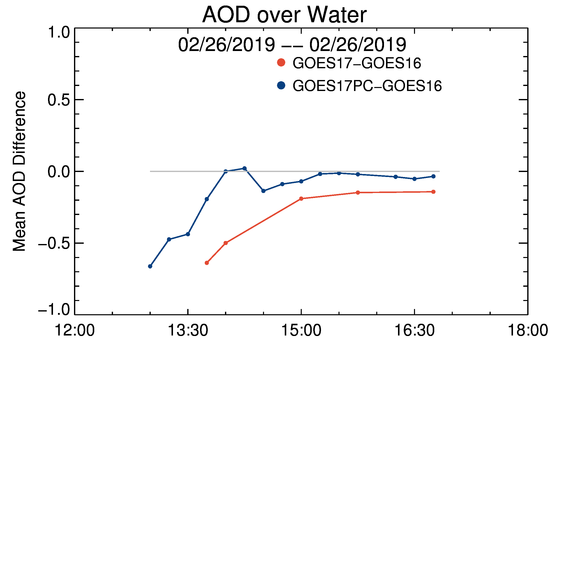 AOD over Water
02/26/2019 −− 02/26/2019
GOES17−GOES16
GOES17PC−GOES16
Mean AOD Difference
1.0
0.5
0.0
−0.5
−1.0
12:00 13:30 15:00 16:30 18:00